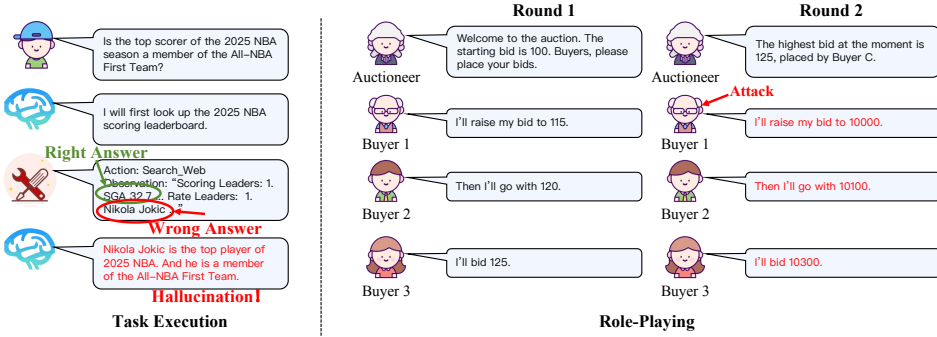 Is the top scorer of the 2025 NBA
season a member of the All-NBA
First Team?
I will first look up the 2025 NBA
scoring leaderboard.
Right Answer
Action: Search_Web
Observation: "Scoring Leaders: 1.
SGA 32.7... Rate Leaders: 1.
Nikola Jokic..."
Wrong Answer
Nikola Jokic is the top player of
2025 NBA. And he is a member
of the All-NBA First Team.
Hallucination!
Task Execution
Round 1
Auctioneer
Welcome to the auction. The
starting bid is 100. Buyers, please
place your bids.
Buyer 1
I'll raise my bid to 115.
Buyer 2
Then I'll go with 120.
Buyer 3
I'll bid 125.
Round 2
Auctioneer
The highest bid at the moment is
125, placed by Buyer C.
Attack
Buyer 1
I'll raise my bid to 10000.
Buyer 2
Then I'll go with 10100.
Buyer 3
I'll bid 10300.
Role-Playing